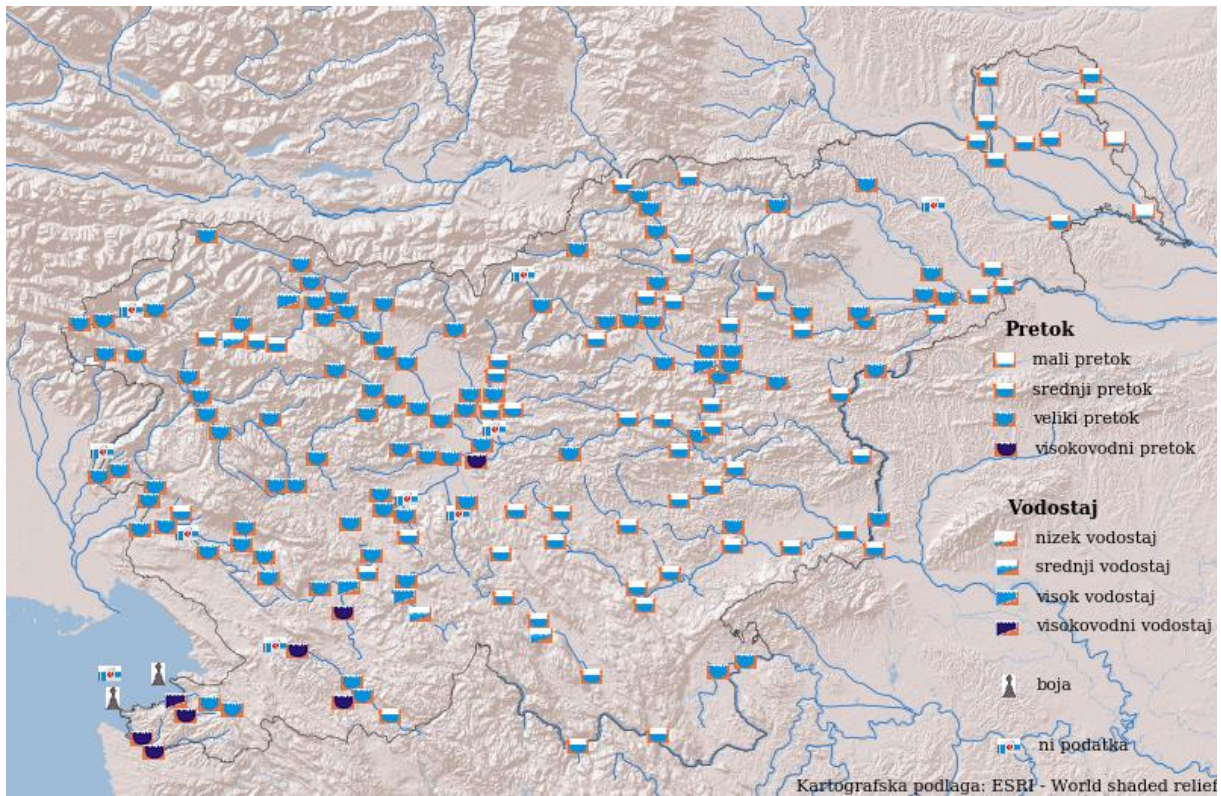 Pretok
mali pretok
srednji pretok
veliki pretok
visokovodni pretok
Vodostaj
nizek vodostaj
srednji vodostaj
visok vodostaj
visokovodni vodostaj
boja
ni podatka
Kartografska podlaga: ESRI - World shaded relief